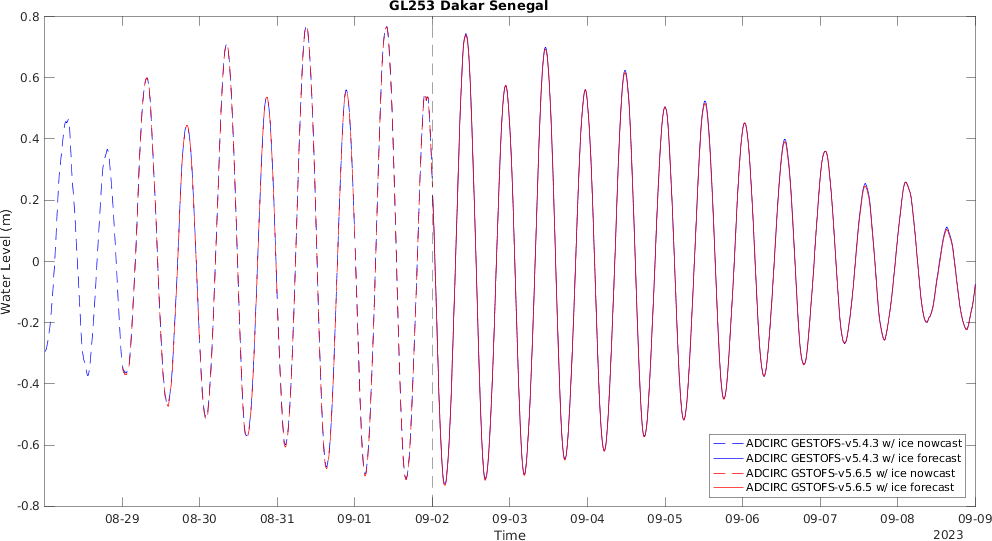 GL253 Dakar Senegal
0.8
0.6
0.4
0.2
0
-0.2
-0.4
-0.6
-0.8
Water Level (m)
ADCIRC GESTOFS-v5.4.3 w/ ice nowcast
ADCIRC GESTOFS-v5.4.3 w/ ice forecast
ADCIRC GSTOFS-v5.6.5 w/ ice nowcast
ADCIRC GSTOFS-v5.6.5 w/ ice forecast
08-29 08-30 08-31 09-01 09-02 09-03 09-04 09-05 09-06 09-07 09-08 09-09
Time
2023